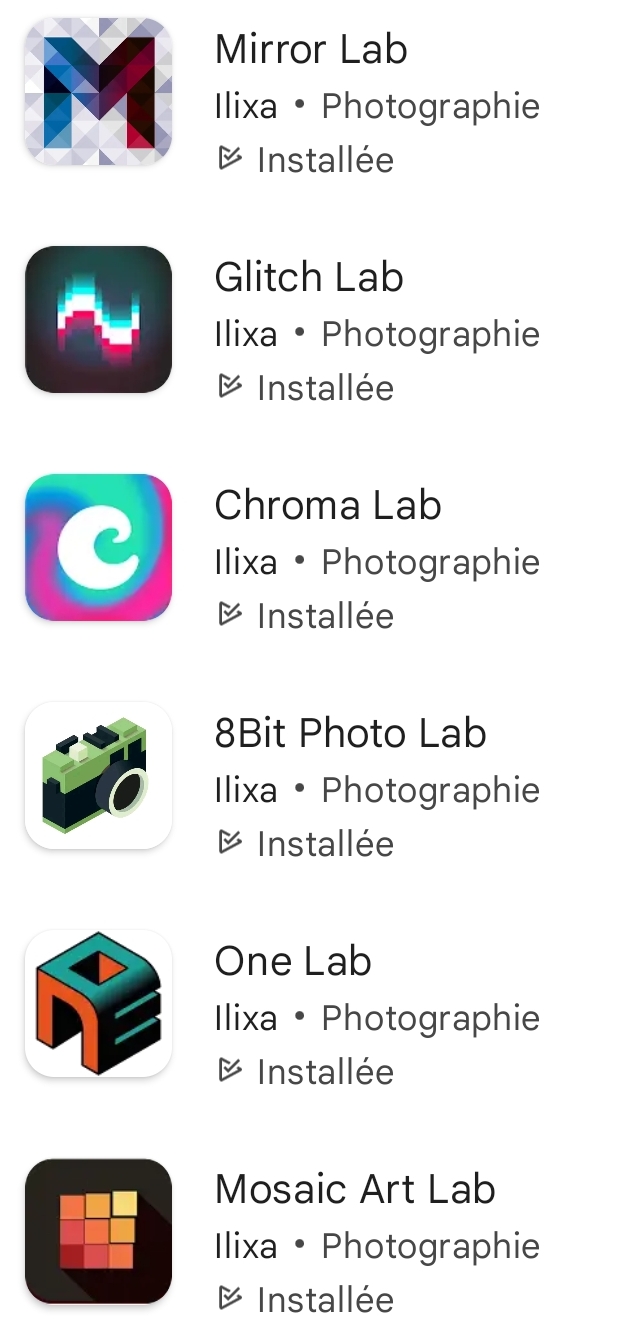 Mirror Lab
Ilixa • Photographie
Installée
Glitch Lab
Ilixa • Photographie
Installée
Chroma Lab
Ilixa • Photographie
Installée
8Bit Photo Lab
Ilixa • Photographie
Installée
One Lab
Ilixa • Photographie
Installée
Mosaic Art Lab
Ilixa • Photographie
Installée